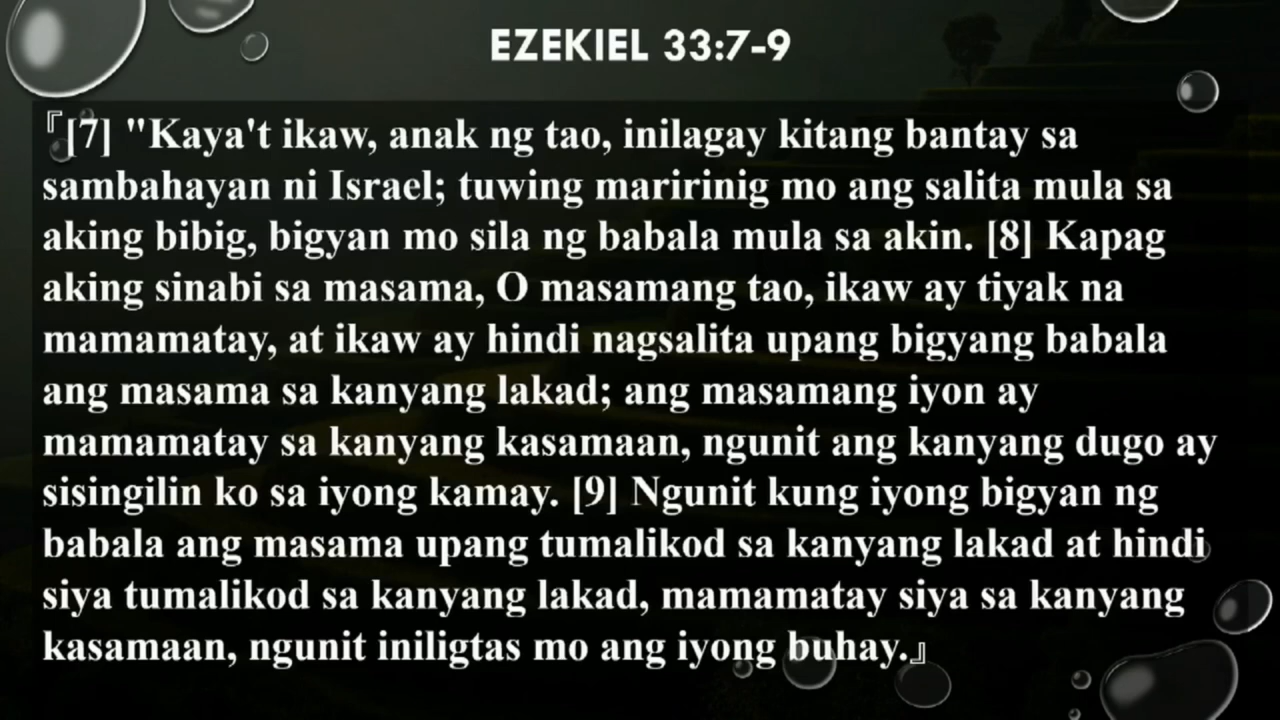 EZEKIEL 33:7-9
『[7] "Kaya't ikaw, anak ng tao, inilagay kitang bantay sa
sambahayan ni Israel; tuwing maririnig mo ang salita mula sa
aking bibig, bigyan mo sila ng babala mula sa akin. [8] Kapag
aking sinabi sa masama, O masamang tao, ikaw ay tiyak na
mamamatay, at ikaw ay hindi nagsalita upang bigyang babala
ang masama sa kanyang lakad; ang masamang iyon ay
mamamatay sa kanyang kasamaan, ngunit ang kanyang dugo ay
sisingilin ko sa iyong kamay. [9] Ngunit kung iyong bigyan ng
babala ang masama upang tumalikod sa kanyang lakad at hindi
siya tumalikod sa kanyang lakad, mamamatay siya sa kanyang
kasamaan, ngunit iniligtas mo ang iyong buhay.』